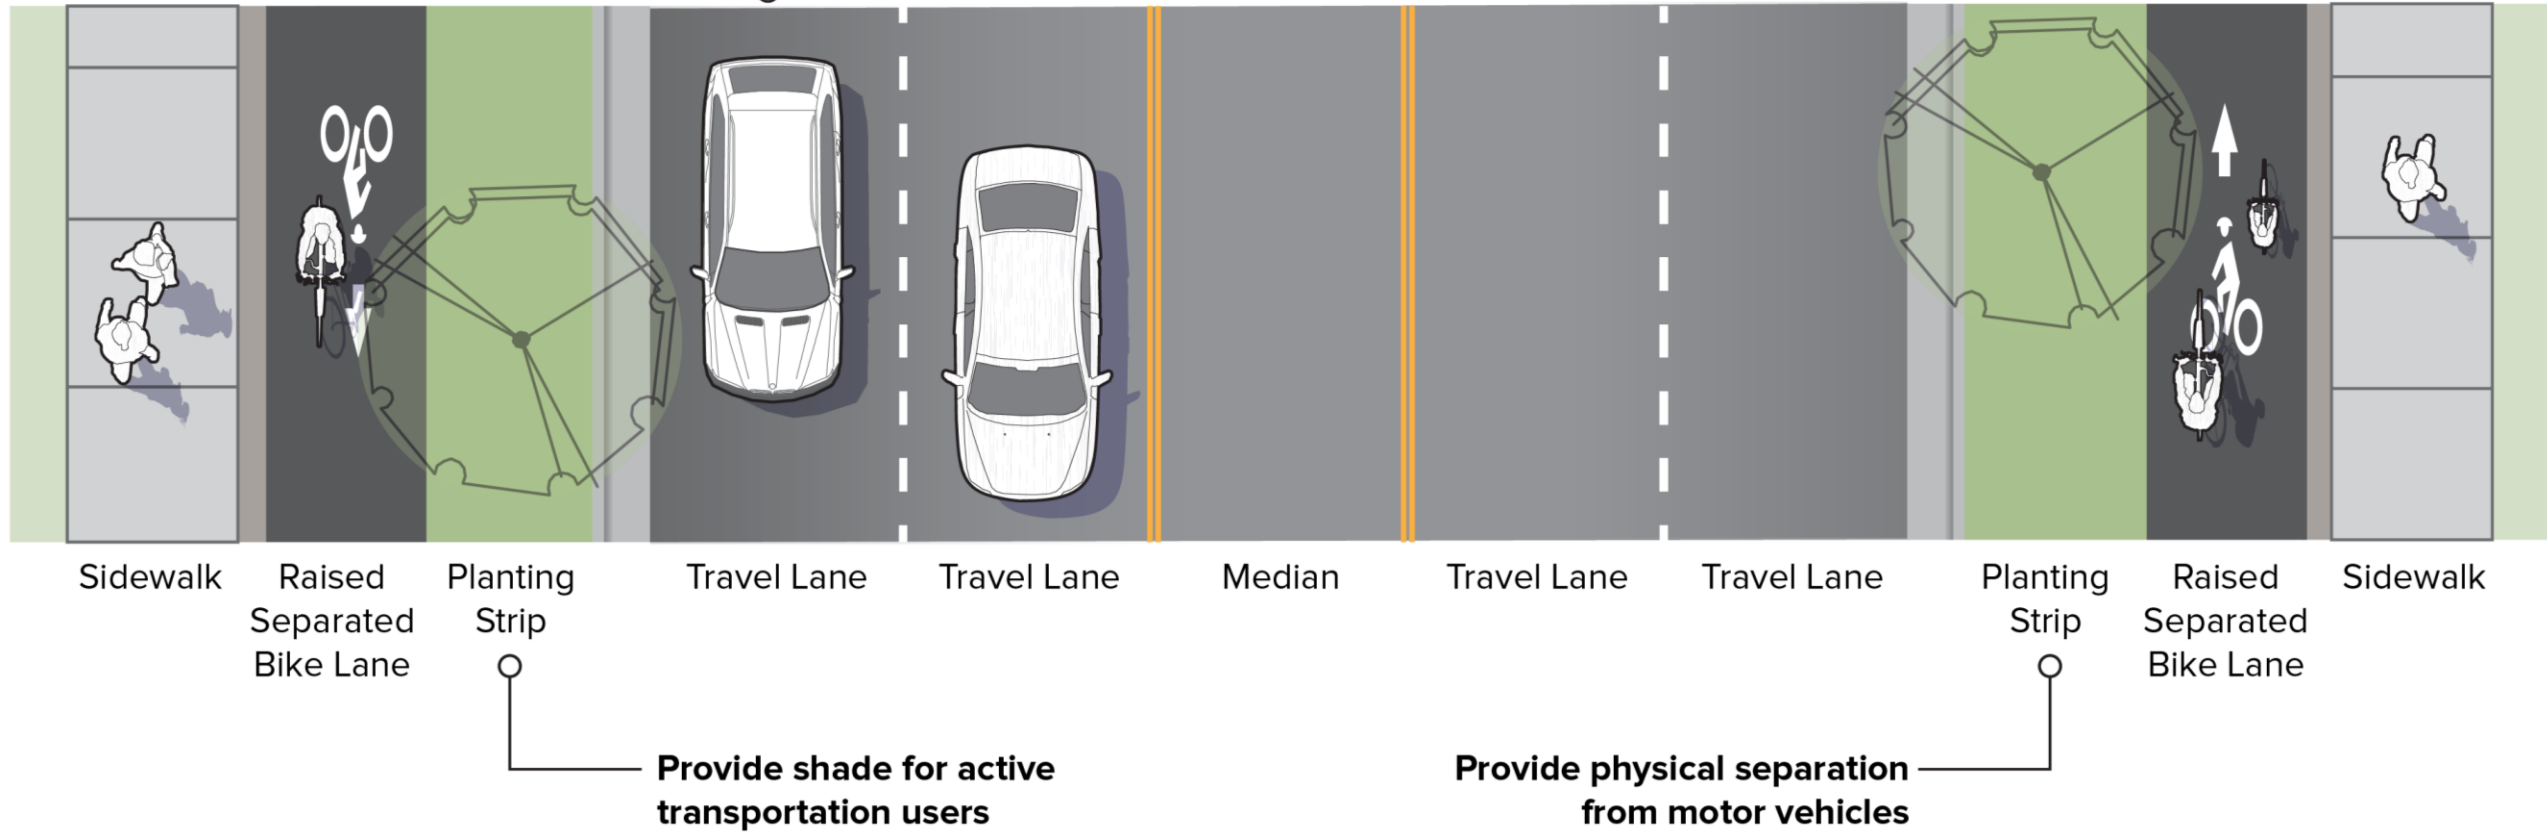 Sidewalk
Raised
Separated
Bike Lane
Planting
Strip
Travel Lane
Travel Lane
Median
Travel Lane
Travel Lane
Planting
Strip
Raised
Separated
Bike Lane
Sidewalk
Provide shade for active
transportation users
Provide physical separation
from motor vehicles